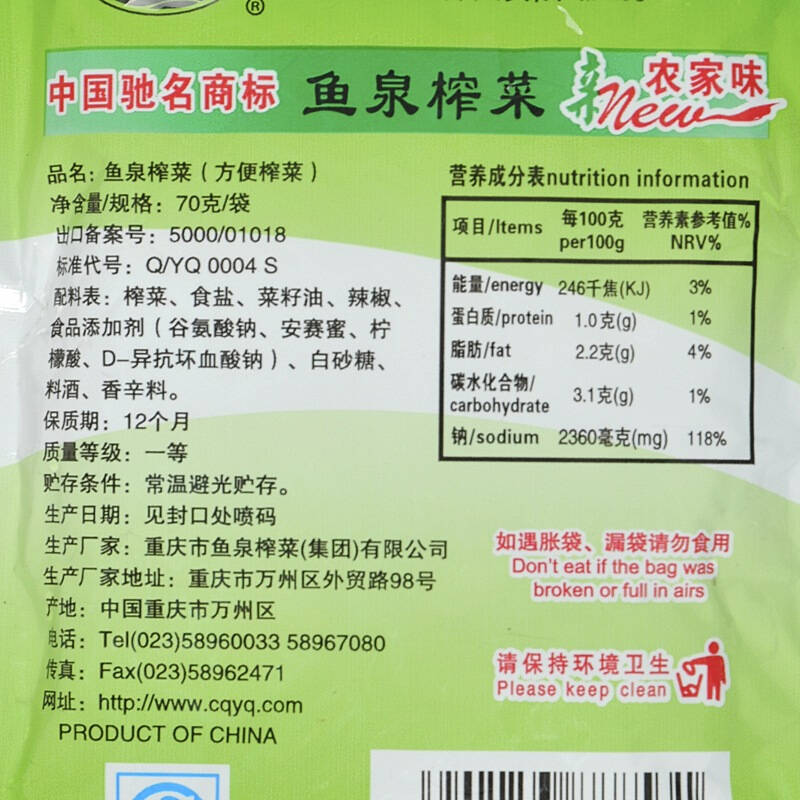 ®
中国驰名商标 鱼泉榨菜 新New 农家味
品名: 鱼泉榨菜（方便榨菜）
净含量/规格: 70克/袋
出口备案号: 5000/01018
标准代号: Q/YQ 0004 S
配料表: 榨菜、食盐、菜籽油、辣椒、
食品添加剂（谷氨酸钠、安赛蜜、柠
檬酸、D-异抗坏血酸钠）、白砂糖、
料酒、香辛料。
保质期: 12个月
质量等级: 一等
贮存条件: 常温避光贮存。
生产日期: 见封口处喷码
生产厂家: 重庆市鱼泉榨菜(集团)有限公司
生产厂家地址: 重庆市万州区外贸路98号
产地: 中国重庆市万州区
电话: Tel(023)58960033 58967080
传真: Fax(023)58962471
网址: http://www.cqyq.com
PRODUCT OF CHINA
营养成分表nutrition information
项目/Items 每100克 per100g 营养素参考值% NRV%
能量/energy 246千焦(KJ) 3%
蛋白质/protein 1.0克(g) 1%
脂肪/fat 2.2克(g) 4%
碳水化合物/carbohydrate 3.1克(g) 1%
钠/sodium 2360毫克(mg) 118%
如遇胀袋、漏袋请勿食用
Don't eat if the bag was
broken or full in airs
请保持环境卫生
Please keep clean